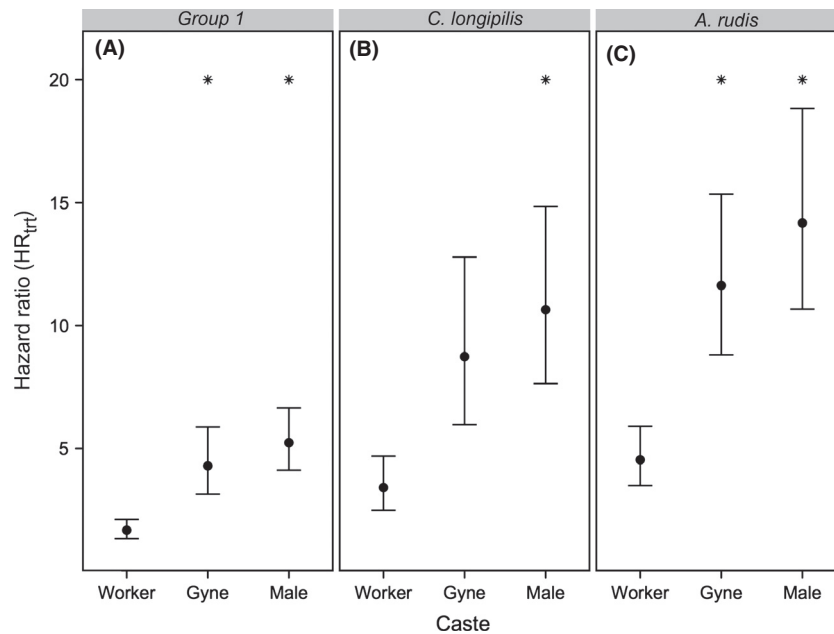 Group 1 C. longipilis A. rudis
(A) (B) (C)
* * * * *
20
15
10
5
Hazard ratio (HRtrt)
Worker Gyne Male Worker Gyne Male Worker Gyne Male
Caste